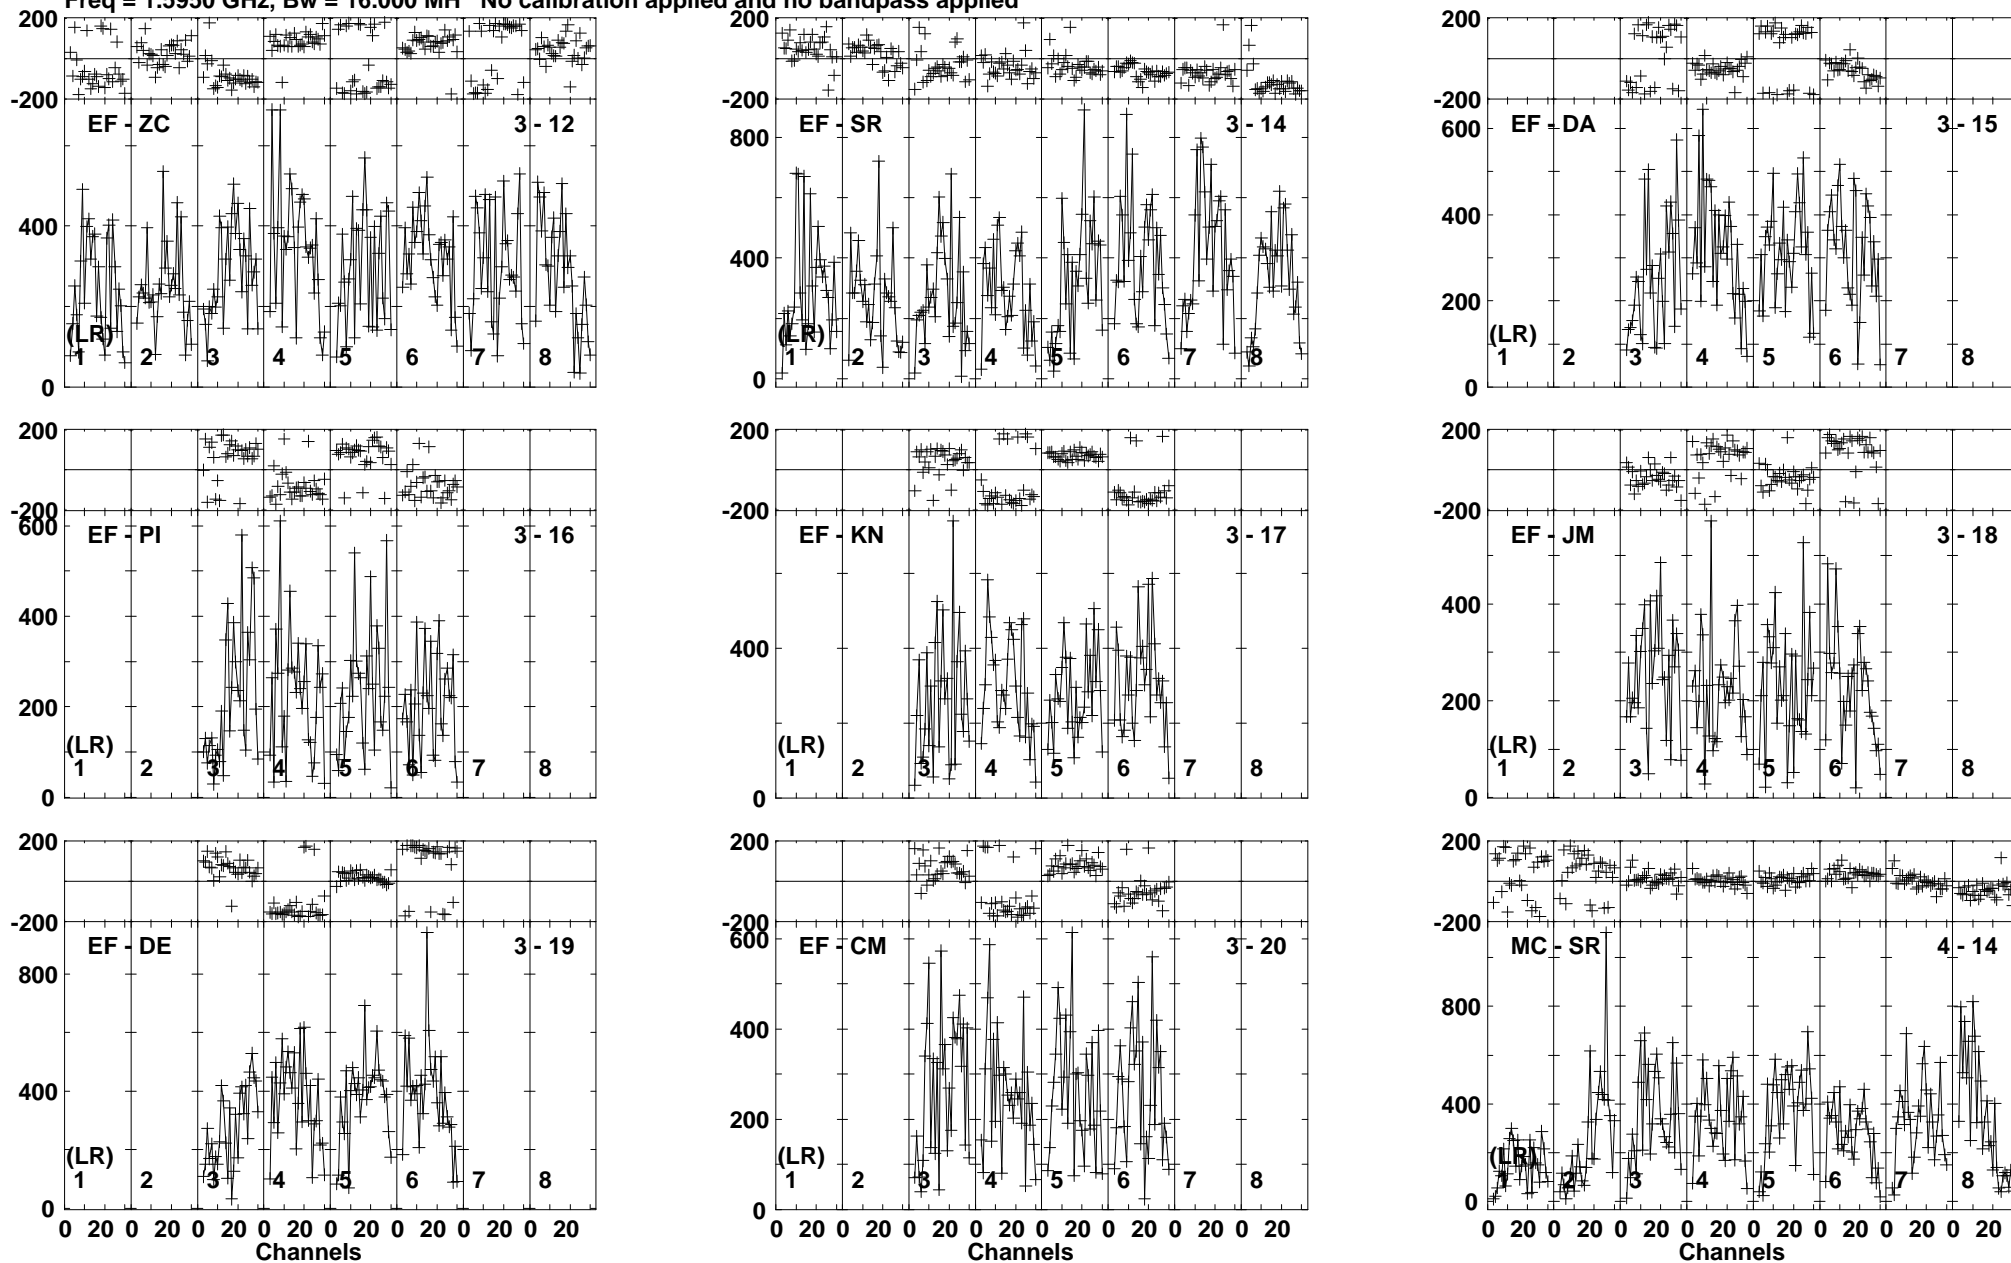 Freq = 1.5950 GHz, Bw = 16.000 MH No calibration applied and no bandpass applied
200
-200
EF - ZC 3 - 12
400
(LR)
1 2 3 4 5 6 7 8
0
200
-200
EF - SR 3 - 14
800
400
(LR)
1 2 3 4 5 6 7 8
0
200
-200
EF - DA 3 - 15
600
400
200
(LR)
1 2 3 4 5 6 7 8
0
200
-200
600
EF - PI 3 - 16
400
200
(LR)
1 2 3 4 5 6 7 8
0
200
-200
EF - KN 3 - 17
400
(LR)
1 2 3 4 5 6 7 8
0
200
-200
EF - JM 3 - 18
400
200
(LR)
1 2 3 4 5 6 7 8
0
200
-200
EF - DE 3 - 19
800
400
(LR)
1 2 3 4 5 6 7 8
0
0 20 0 20 0 20 0 20 0 20 0 20 0 20 0 20
Channels
200
-200
600
EF - CM 3 - 20
400
200
(LR)
1 2 3 4 5 6 7 8
0
0 20 0 20 0 20 0 20 0 20 0 20 0 20 0 20
Channels
200
-200
MC - SR 4 - 14
800
400
(LR)
1 2 3 4 5 6 7 8
0
0 20 0 20 0 20 0 20 0 20 0 20 0 20 0 20
Channels